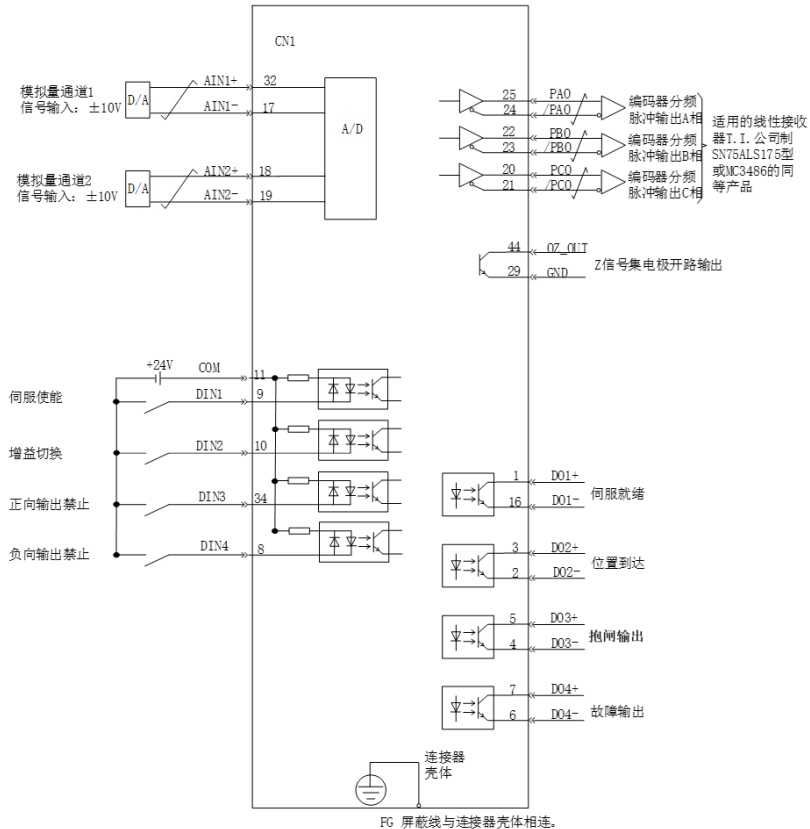 CN1
模拟量通道1
信号输入：±10V
D/A
AIN1+
32
AIN1-
17
A/D
模拟量通道2
信号输入：±10V
D/A
AIN2+
18
AIN2-
19
25
PAO
24
/PAO
编码器分频
脉冲输出A相
22
PBO
23
/PBO
编码器分频
脉冲输出B相
20
PCO
21
/PCO
编码器分频
脉冲输出C相
适用的线性接收
器T.I.公司制
SN75ALS175型
或MC3486的同
等产品
44
OZ_OUT
29
GND
Z信号集电极开路输出
+24V
COM
11
伺服使能
DIN1
9
增益切换
DIN2
10
正向输出禁止
DIN3
34
负向输出禁止
DIN4
8
1
DO1+
16
DO1-
伺服就绪
3
DO2+
2
DO2-
位置到达
5
DO3+
4
DO3-
抱闸输出
7
DO4+
6
DO4-
故障输出
连接器
壳体
FG 屏蔽线与连接器壳体相连。